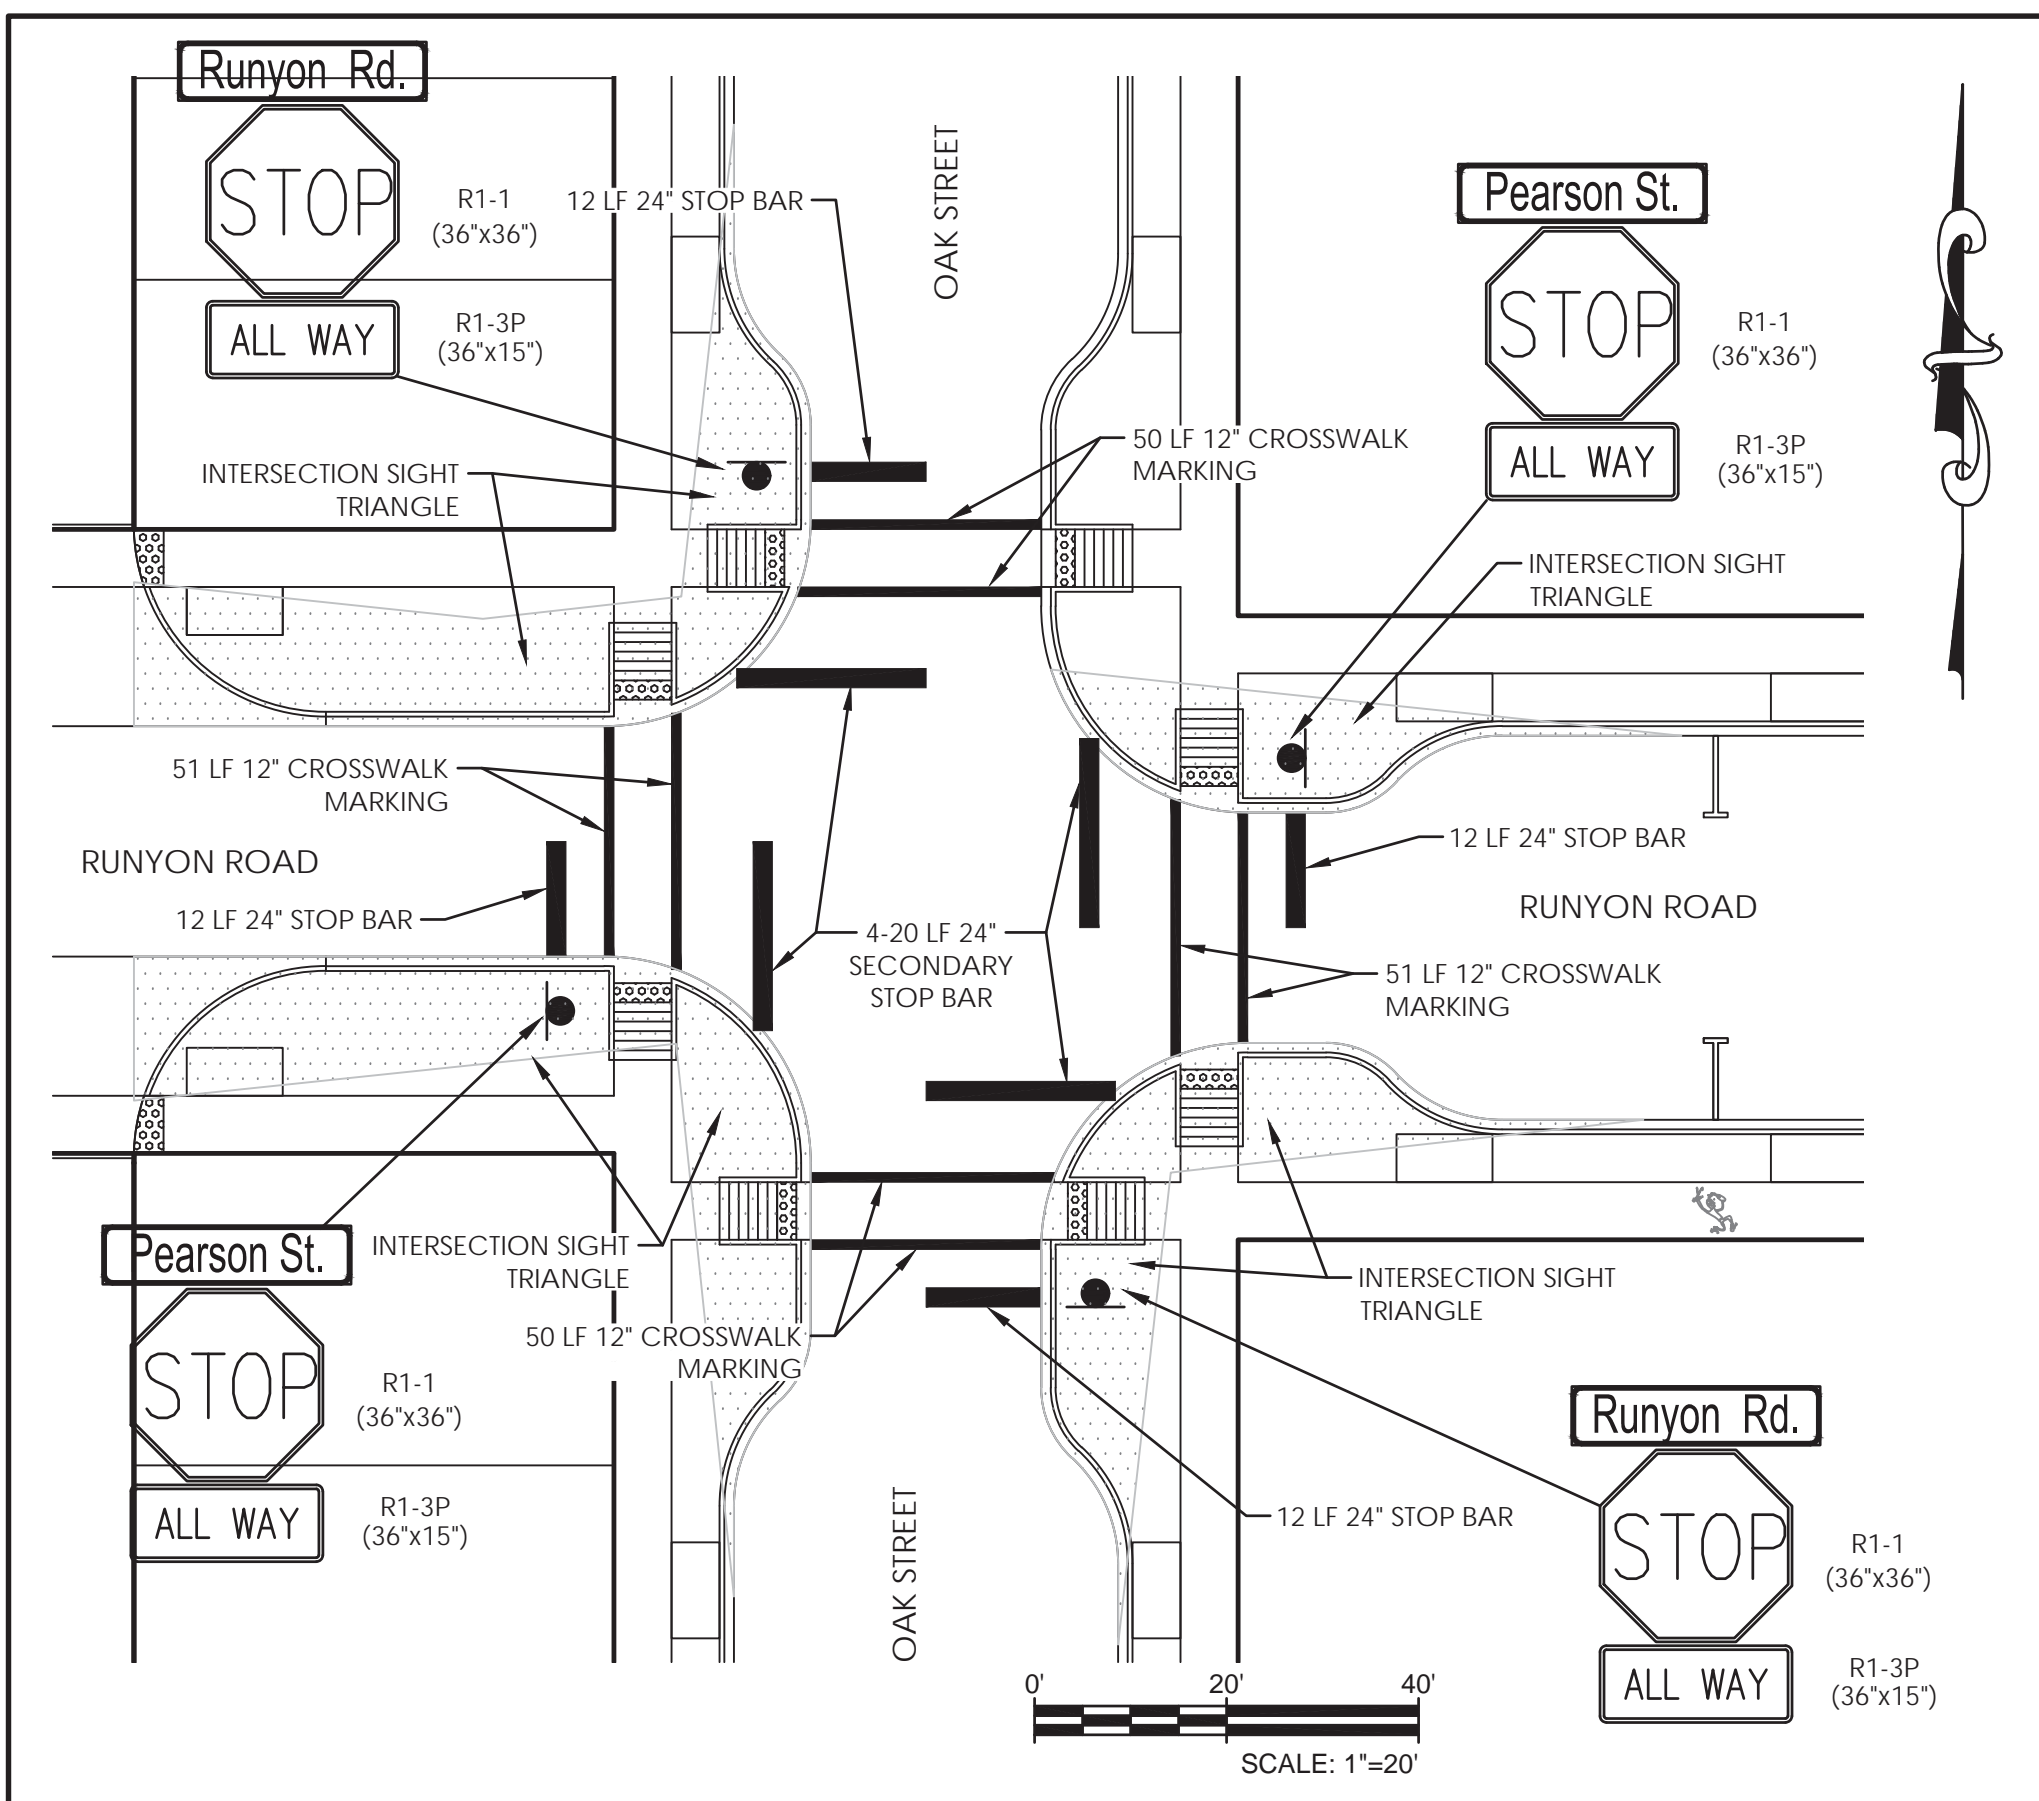 Runyon Rd.
STOP
R1-1
(36"x36")
ALL WAY
R1-3P
(36"x15")
12 LF 24" STOP BAR
OAK STREET
Pearson St.
STOP
R1-1
(36"x36")
ALL WAY
R1-3P
(36"x15")
50 LF 12" CROSSWALK
MARKING
INTERSECTION SIGHT
TRIANGLE
INTERSECTION SIGHT
TRIANGLE
51 LF 12" CROSSWALK
MARKING
RUNYON ROAD
12 LF 24" STOP BAR
12 LF 24" STOP BAR
RUNYON ROAD
4-20 LF 24"
SECONDARY
STOP BAR
51 LF 12" CROSSWALK
MARKING
Pearson St.
STOP
R1-1
(36"x36")
ALL WAY
R1-3P
(36"x15")
INTERSECTION SIGHT
TRIANGLE
50 LF 12" CROSSWALK
MARKING
INTERSECTION SIGHT
TRIANGLE
OAK STREET
12 LF 24" STOP BAR
Runyon Rd.
STOP
R1-1
(36"x36")
ALL WAY
R1-3P
(36"x15")
0' 20' 40'
SCALE: 1"=20'